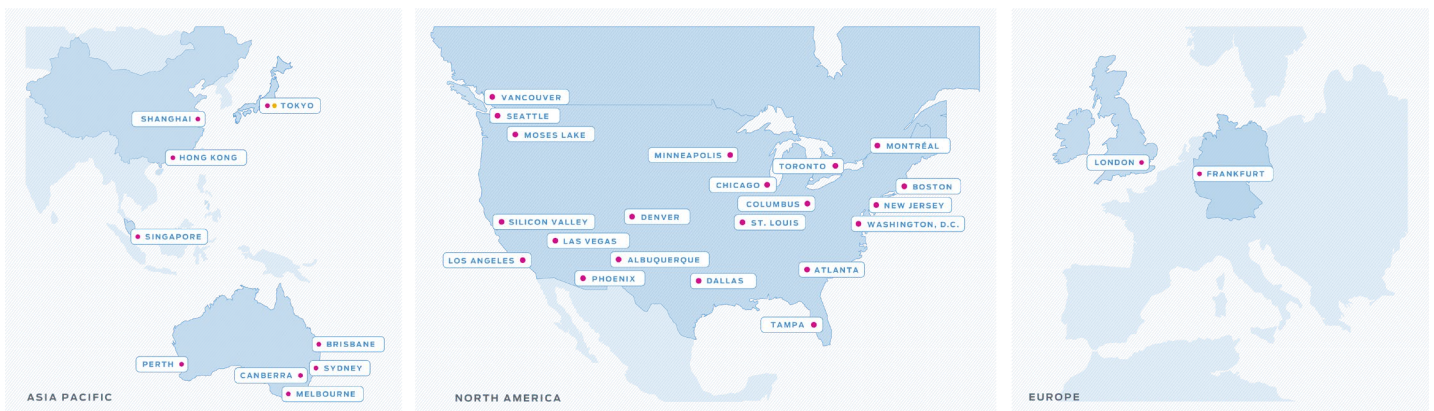 TOKYO
SHANGHAI
HONG KONG
SINGAPORE
BRISBANE
PERTH
SYDNEY
CANBERRA
MELBOURNE
ASIA PACIFIC
VANCOUVER
SEATTLE
MOSES LAKE
MINNEAPOLIS
MONTRÉAL
TORONTO
CHICAGO
BOSTON
COLUMBUS
NEW JERSEY
SILICON VALLEY
DENVER
ST. LOUIS
WASHINGTON, D.C.
LAS VEGAS
LOS ANGELES
ALBUQUERQUE
PHOENIX
DALLAS
ATLANTA
TAMPA
NORTH AMERICA
LONDON
FRANKFURT
EUROPE